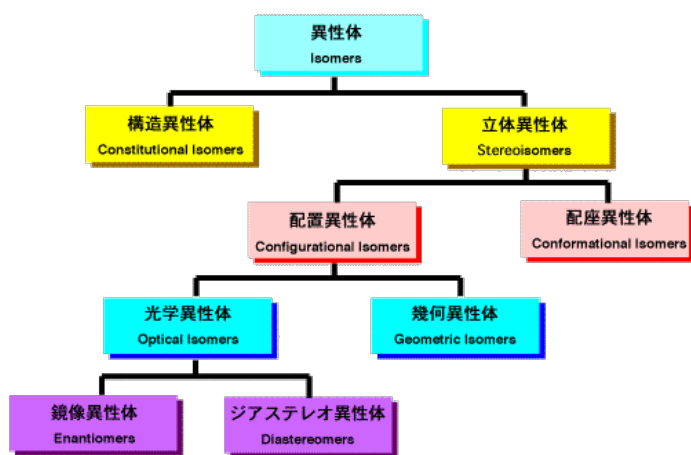 異性体
Isomers
構造異性体
Constitutional Isomers
立体異性体
Stereoisomers
配置異性体
Configurational Isomers
配座異性体
Conformational Isomers
光学異性体
Optical Isomers
幾何異性体
Geometric Isomers
鏡像異性体
Enantiomers
ジアステレオ異性体
Diastereomers